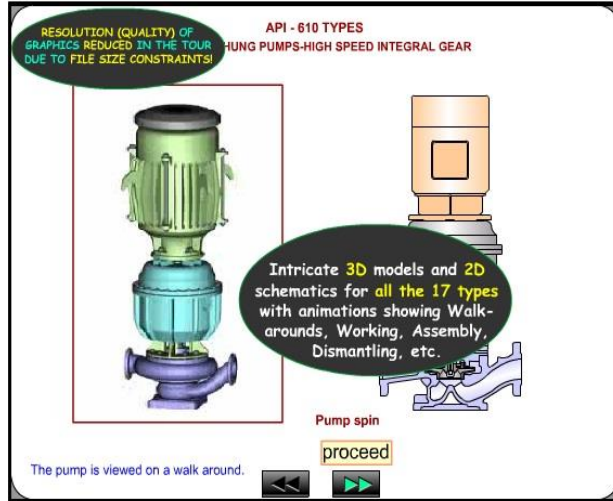 RESOLUTION (QUALITY) OF
GRAPHICS REDUCED IN THE TOUR
DUE TO FILE SIZE CONSTRAINTS!
API - 610 TYPES
HUNG PUMPS-HIGH SPEED INTEGRAL GEAR
Intricate 3D models and 2D
schematics for all the 17 types
with animations showing Walk-
arounds, Working, Assembly,
Dismantling, etc.
Pump spin
proceed
The pump is viewed on a walk around.